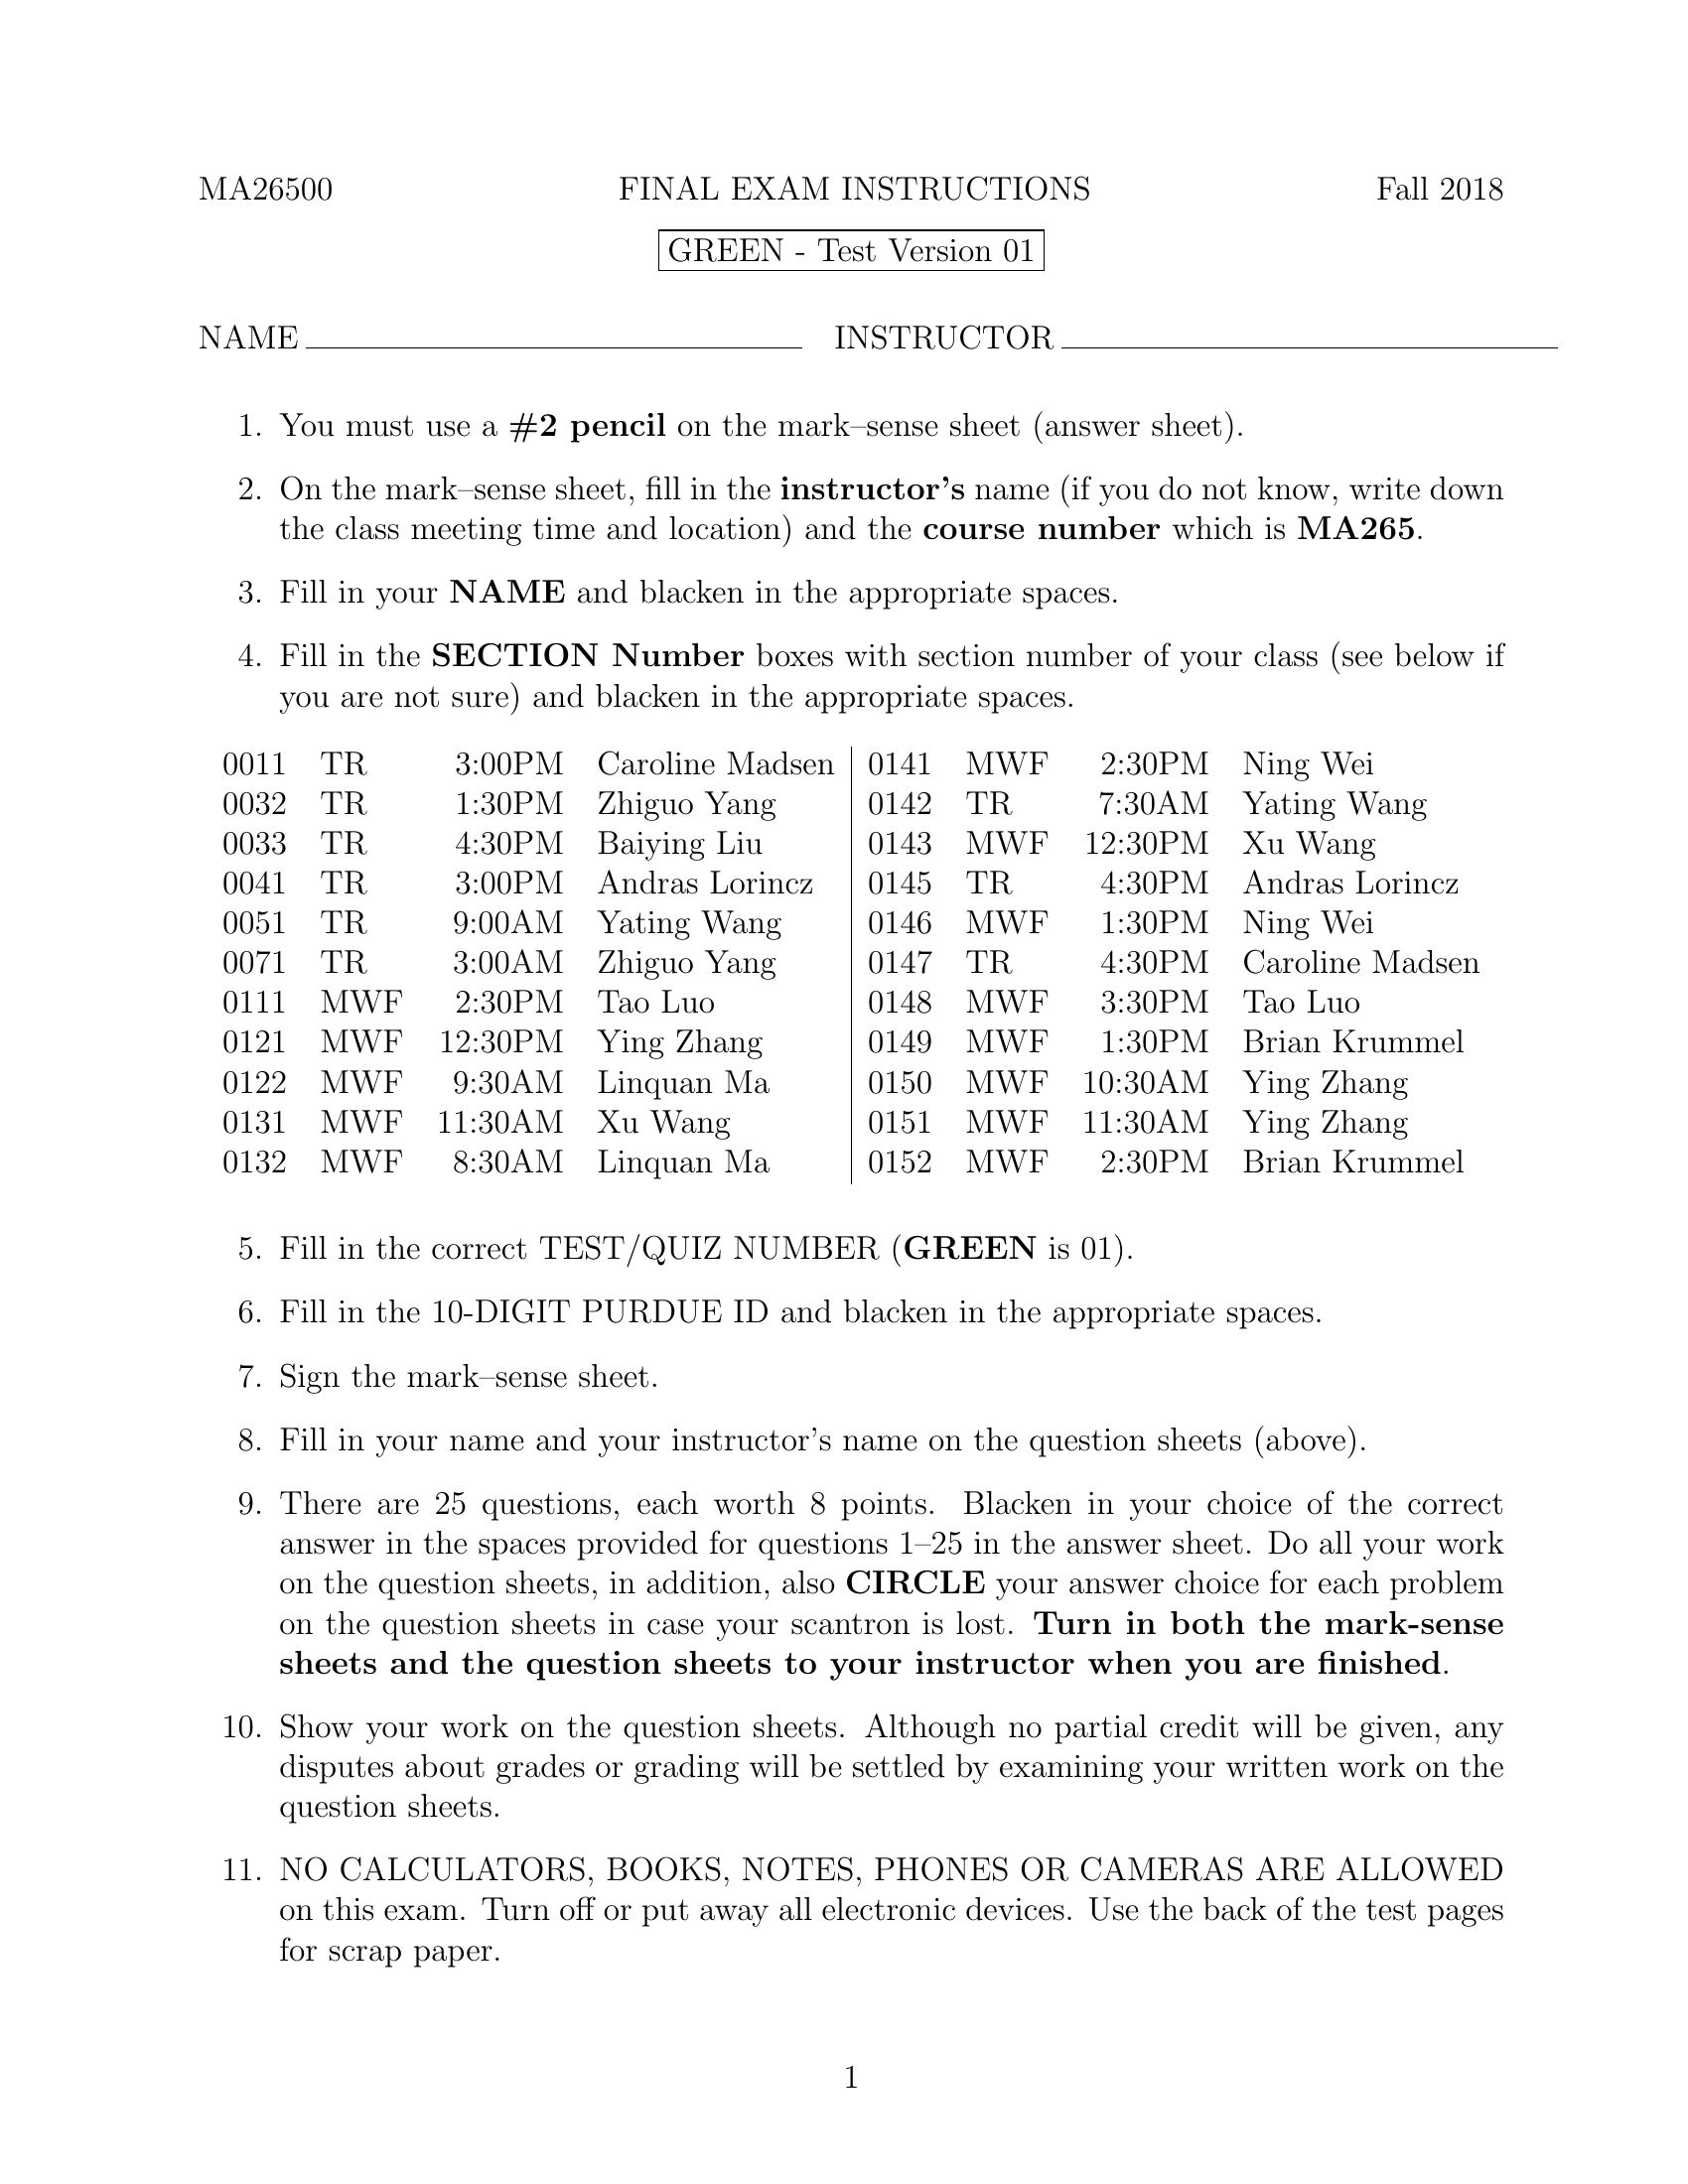 MA26500 FINAL EXAM INSTRUCTIONS Fall 2018
GREEN - Test Version 01
NAME INSTRUCTOR
1. You must use a #2 pencil on the mark–sense sheet (answer sheet).
2. On the mark–sense sheet, fill in the instructor's name (if you do not know, write down
the class meeting time and location) and the course number which is MA265.
3. Fill in your NAME and blacken in the appropriate spaces.
4. Fill in the SECTION Number boxes with section number of your class (see below if
you are not sure) and blacken in the appropriate spaces.
0011 TR 3:00PM Caroline Madsen 0141 MWF 2:30PM Ning Wei
0032 TR 1:30PM Zhiguo Yang 0142 TR 7:30AM Yating Wang
0033 TR 4:30PM Baiying Liu 0143 MWF 12:30PM Xu Wang
0041 TR 3:00PM Andras Lorincz 0145 TR 4:30PM Andras Lorincz
0051 TR 9:00AM Yating Wang 0146 MWF 1:30PM Ning Wei
0071 TR 3:00AM Zhiguo Yang 0147 TR 4:30PM Caroline Madsen
0111 MWF 2:30PM Tao Luo 0148 MWF 3:30PM Tao Luo
0121 MWF 12:30PM Ying Zhang 0149 MWF 1:30PM Brian Krummel
0122 MWF 9:30AM Linquan Ma 0150 MWF 10:30AM Ying Zhang
0131 MWF 11:30AM Xu Wang 0151 MWF 11:30AM Ying Zhang
0132 MWF 8:30AM Linquan Ma 0152 MWF 2:30PM Brian Krummel
5. Fill in the correct TEST/QUIZ NUMBER (GREEN is 01).
6. Fill in the 10-DIGIT PURDUE ID and blacken in the appropriate spaces.
7. Sign the mark–sense sheet.
8. Fill in your name and your instructor's name on the question sheets (above).
9. There are 25 questions, each worth 8 points. Blacken in your choice of the correct
answer in the spaces provided for questions 1–25 in the answer sheet. Do all your work
on the question sheets, in addition, also CIRCLE your answer choice for each problem
on the question sheets in case your scantron is lost. Turn in both the mark-sense
sheets and the question sheets to your instructor when you are finished.
10. Show your work on the question sheets. Although no partial credit will be given, any
disputes about grades or grading will be settled by examining your written work on the
question sheets.
11. NO CALCULATORS, BOOKS, NOTES, PHONES OR CAMERAS ARE ALLOWED
on this exam. Turn off or put away all electronic devices. Use the back of the test pages
for scrap paper.
1